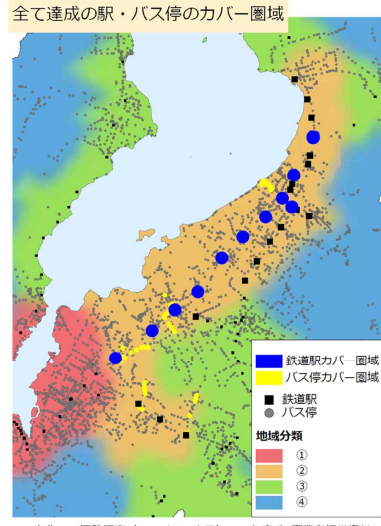 全て達成の駅・バス停のカバー圏域
鉄道駅カバー圏域
バス停カバー圏域
鉄道駅
バス停
地域分類
①
②
③
④